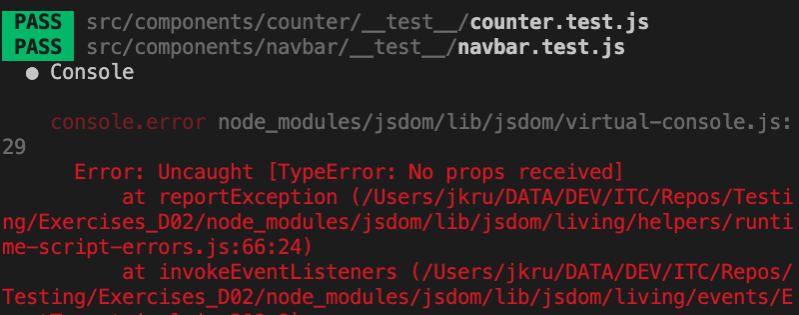 PASS src/components/counter/__test__/counter.test.js
PASS src/components/navbar/__test__/navbar.test.js
● Console
console.error node_modules/jsdom/lib/jsdom/virtual-console.js:
29
Error: Uncaught [TypeError: No props received]
at reportException (/Users/jkru/DATA/DEV/ITC/Repos/Testi
ng/Exercises_D02/node_modules/jsdom/lib/jsdom/living/helpers/runti
me-script-errors.js:66:24)
at invokeEventListeners (/Users/jkru/DATA/DEV/ITC/Repos/
Testing/Exercises_D02/node_modules/jsdom/lib/jsdom/living/events/E